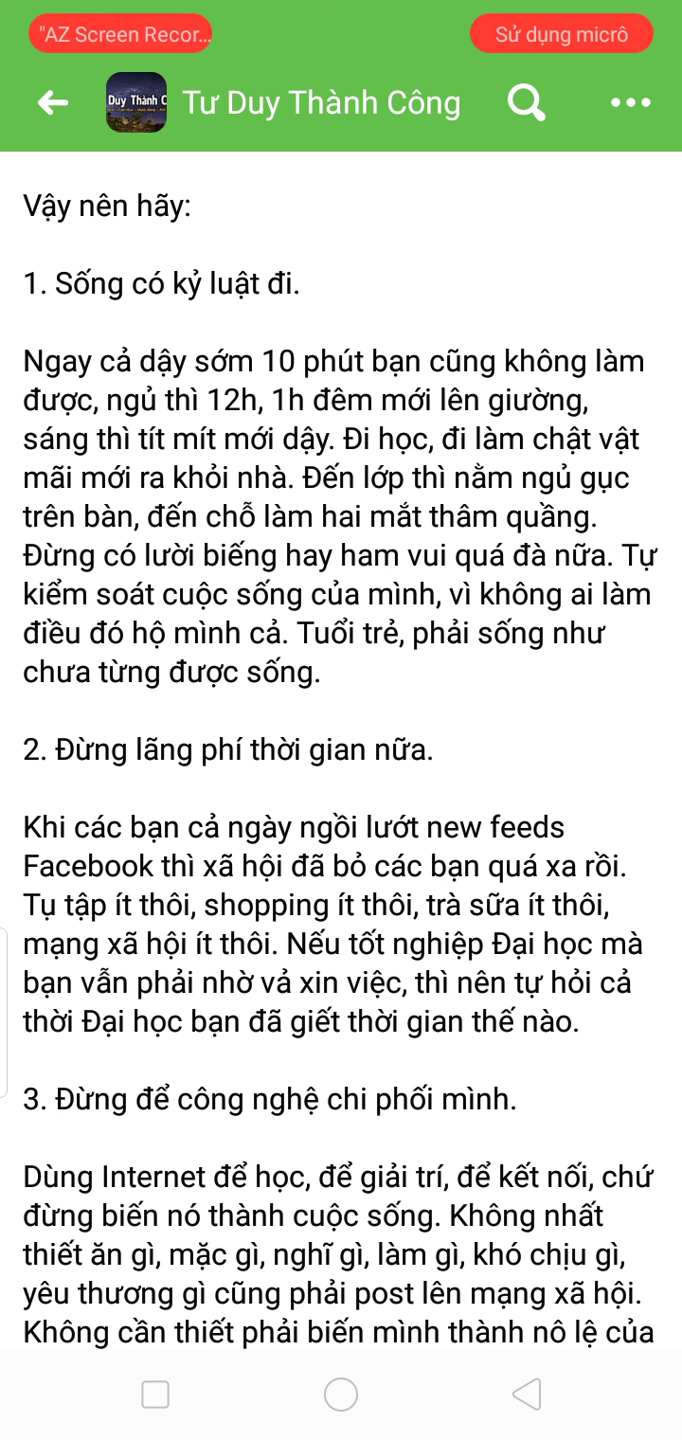 "AZ Screen Recor...
Sử dụng micrô
Duy Thành C
Tư Duy Thành Công
Vậy nên hãy:
1. Sống có kỷ luật đi.
Ngay cả dậy sớm 10 phút bạn cũng không làm
được, ngủ thì 12h, 1h đêm mới lên giường,
sáng thì tít mít mới dậy. Đi học, đi làm chật vật
mãi mới ra khỏi nhà. Đến lớp thì nằm ngủ gục
trên bàn, đến chỗ làm hai mắt thâm quầng.
Đừng có lười biếng hay ham vui quá đà nữa. Tự
kiểm soát cuộc sống của mình, vì không ai làm
điều đó hộ mình cả. Tuổi trẻ, phải sống như
chưa từng được sống.
2. Đừng lãng phí thời gian nữa.
Khi các bạn cả ngày ngồi lướt new feeds
Facebook thì xã hội đã bỏ các bạn quá xa rồi.
Tụ tập ít thôi, shopping ít thôi, trà sữa ít thôi,
mạng xã hội ít thôi. Nếu tốt nghiệp Đại học mà
bạn vẫn phải nhờ vả xin việc, thì nên tự hỏi cả
thời Đại học bạn đã giết thời gian thế nào.
3. Đừng để công nghệ chi phối mình.
Dùng Internet để học, để giải trí, để kết nối, chứ
đừng biến nó thành cuộc sống. Không nhất
thiết ăn gì, mặc gì, nghĩ gì, làm gì, khó chịu gì,
yêu thương gì cũng phải post lên mạng xã hội.
Không cần thiết phải biến mình thành nô lệ của